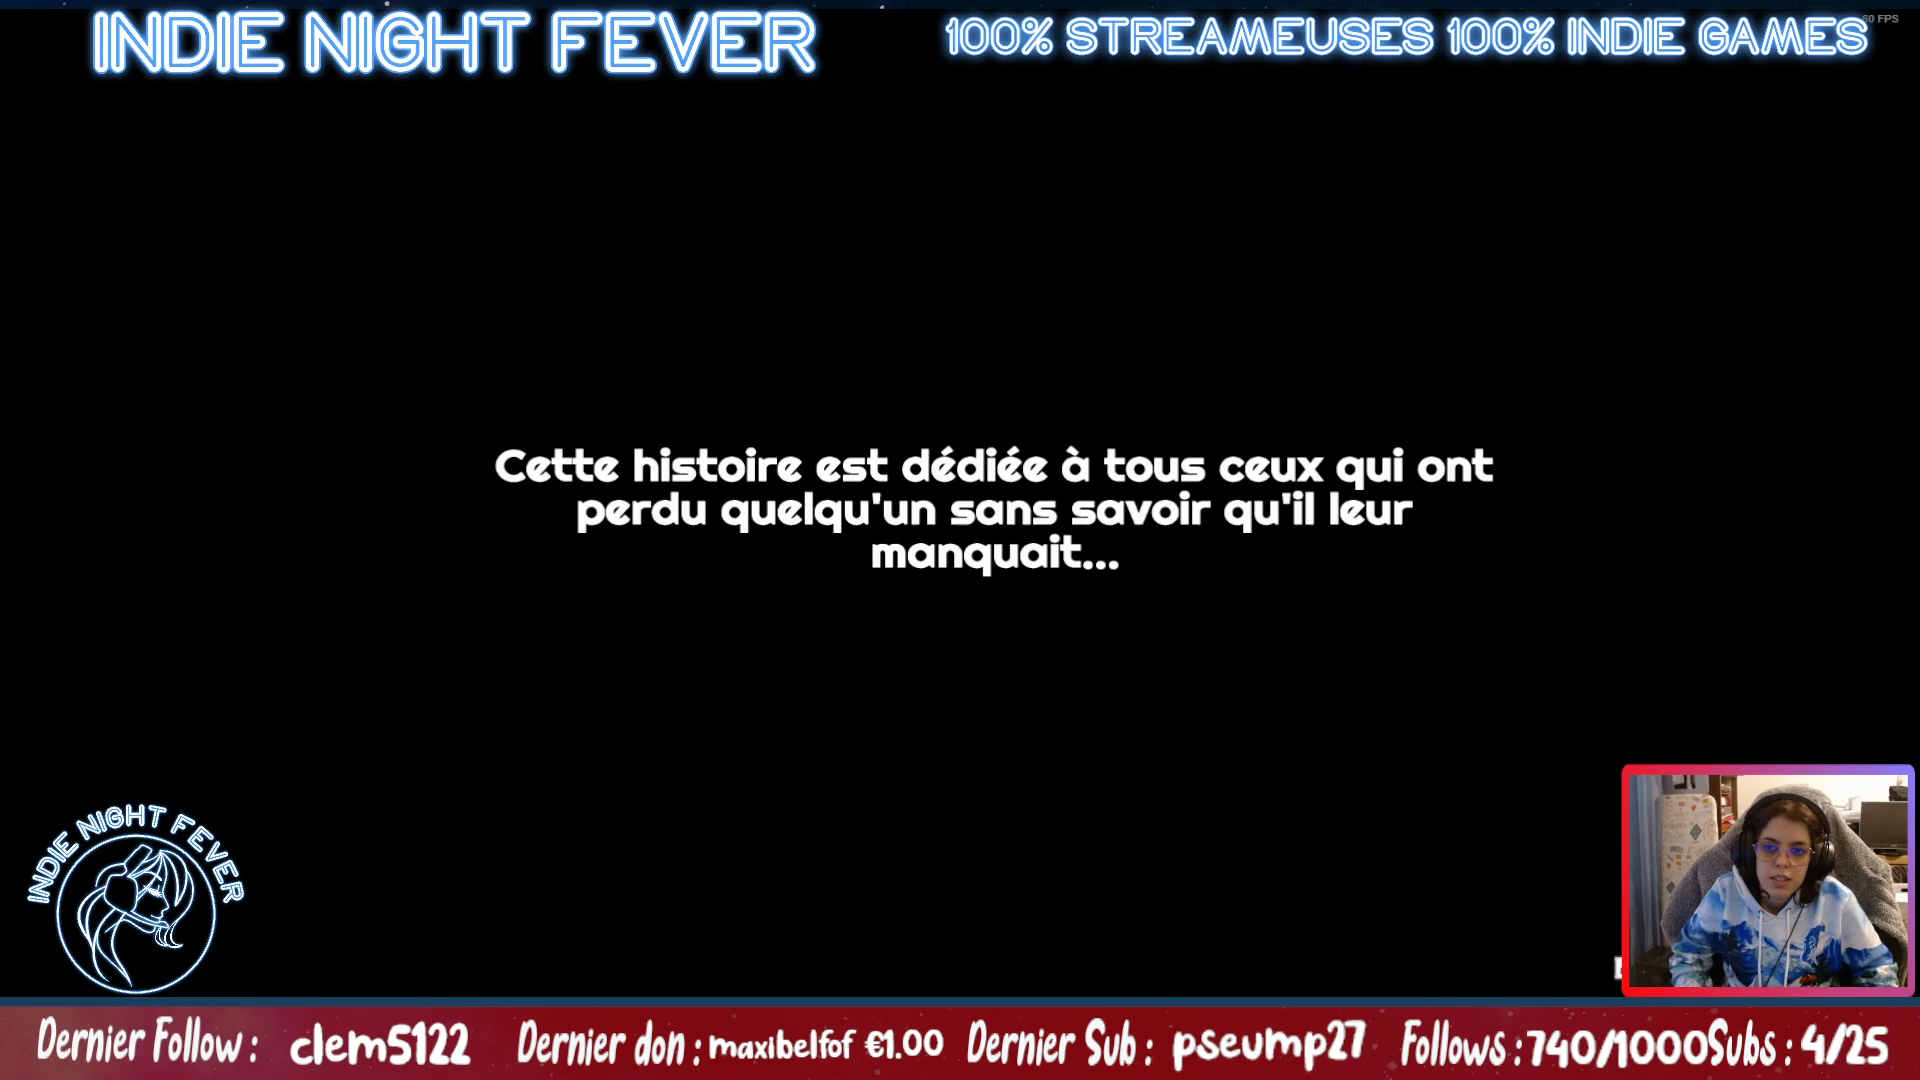 INDIE NIGHT FEVER
100% STREAMEUSES 100% INDIE GAMES
60 FPS
Cette histoire est dédiée à tous ceux qui ont
perdu quelqu'un sans savoir qu'il leur
manquait...
INDIE NIGHT FEVER
Dernier Follow : clem5122
Dernier don : maxibelfof €1.00
Dernier Sub : pseump27
Follows : 740/1000
Subs : 4/25